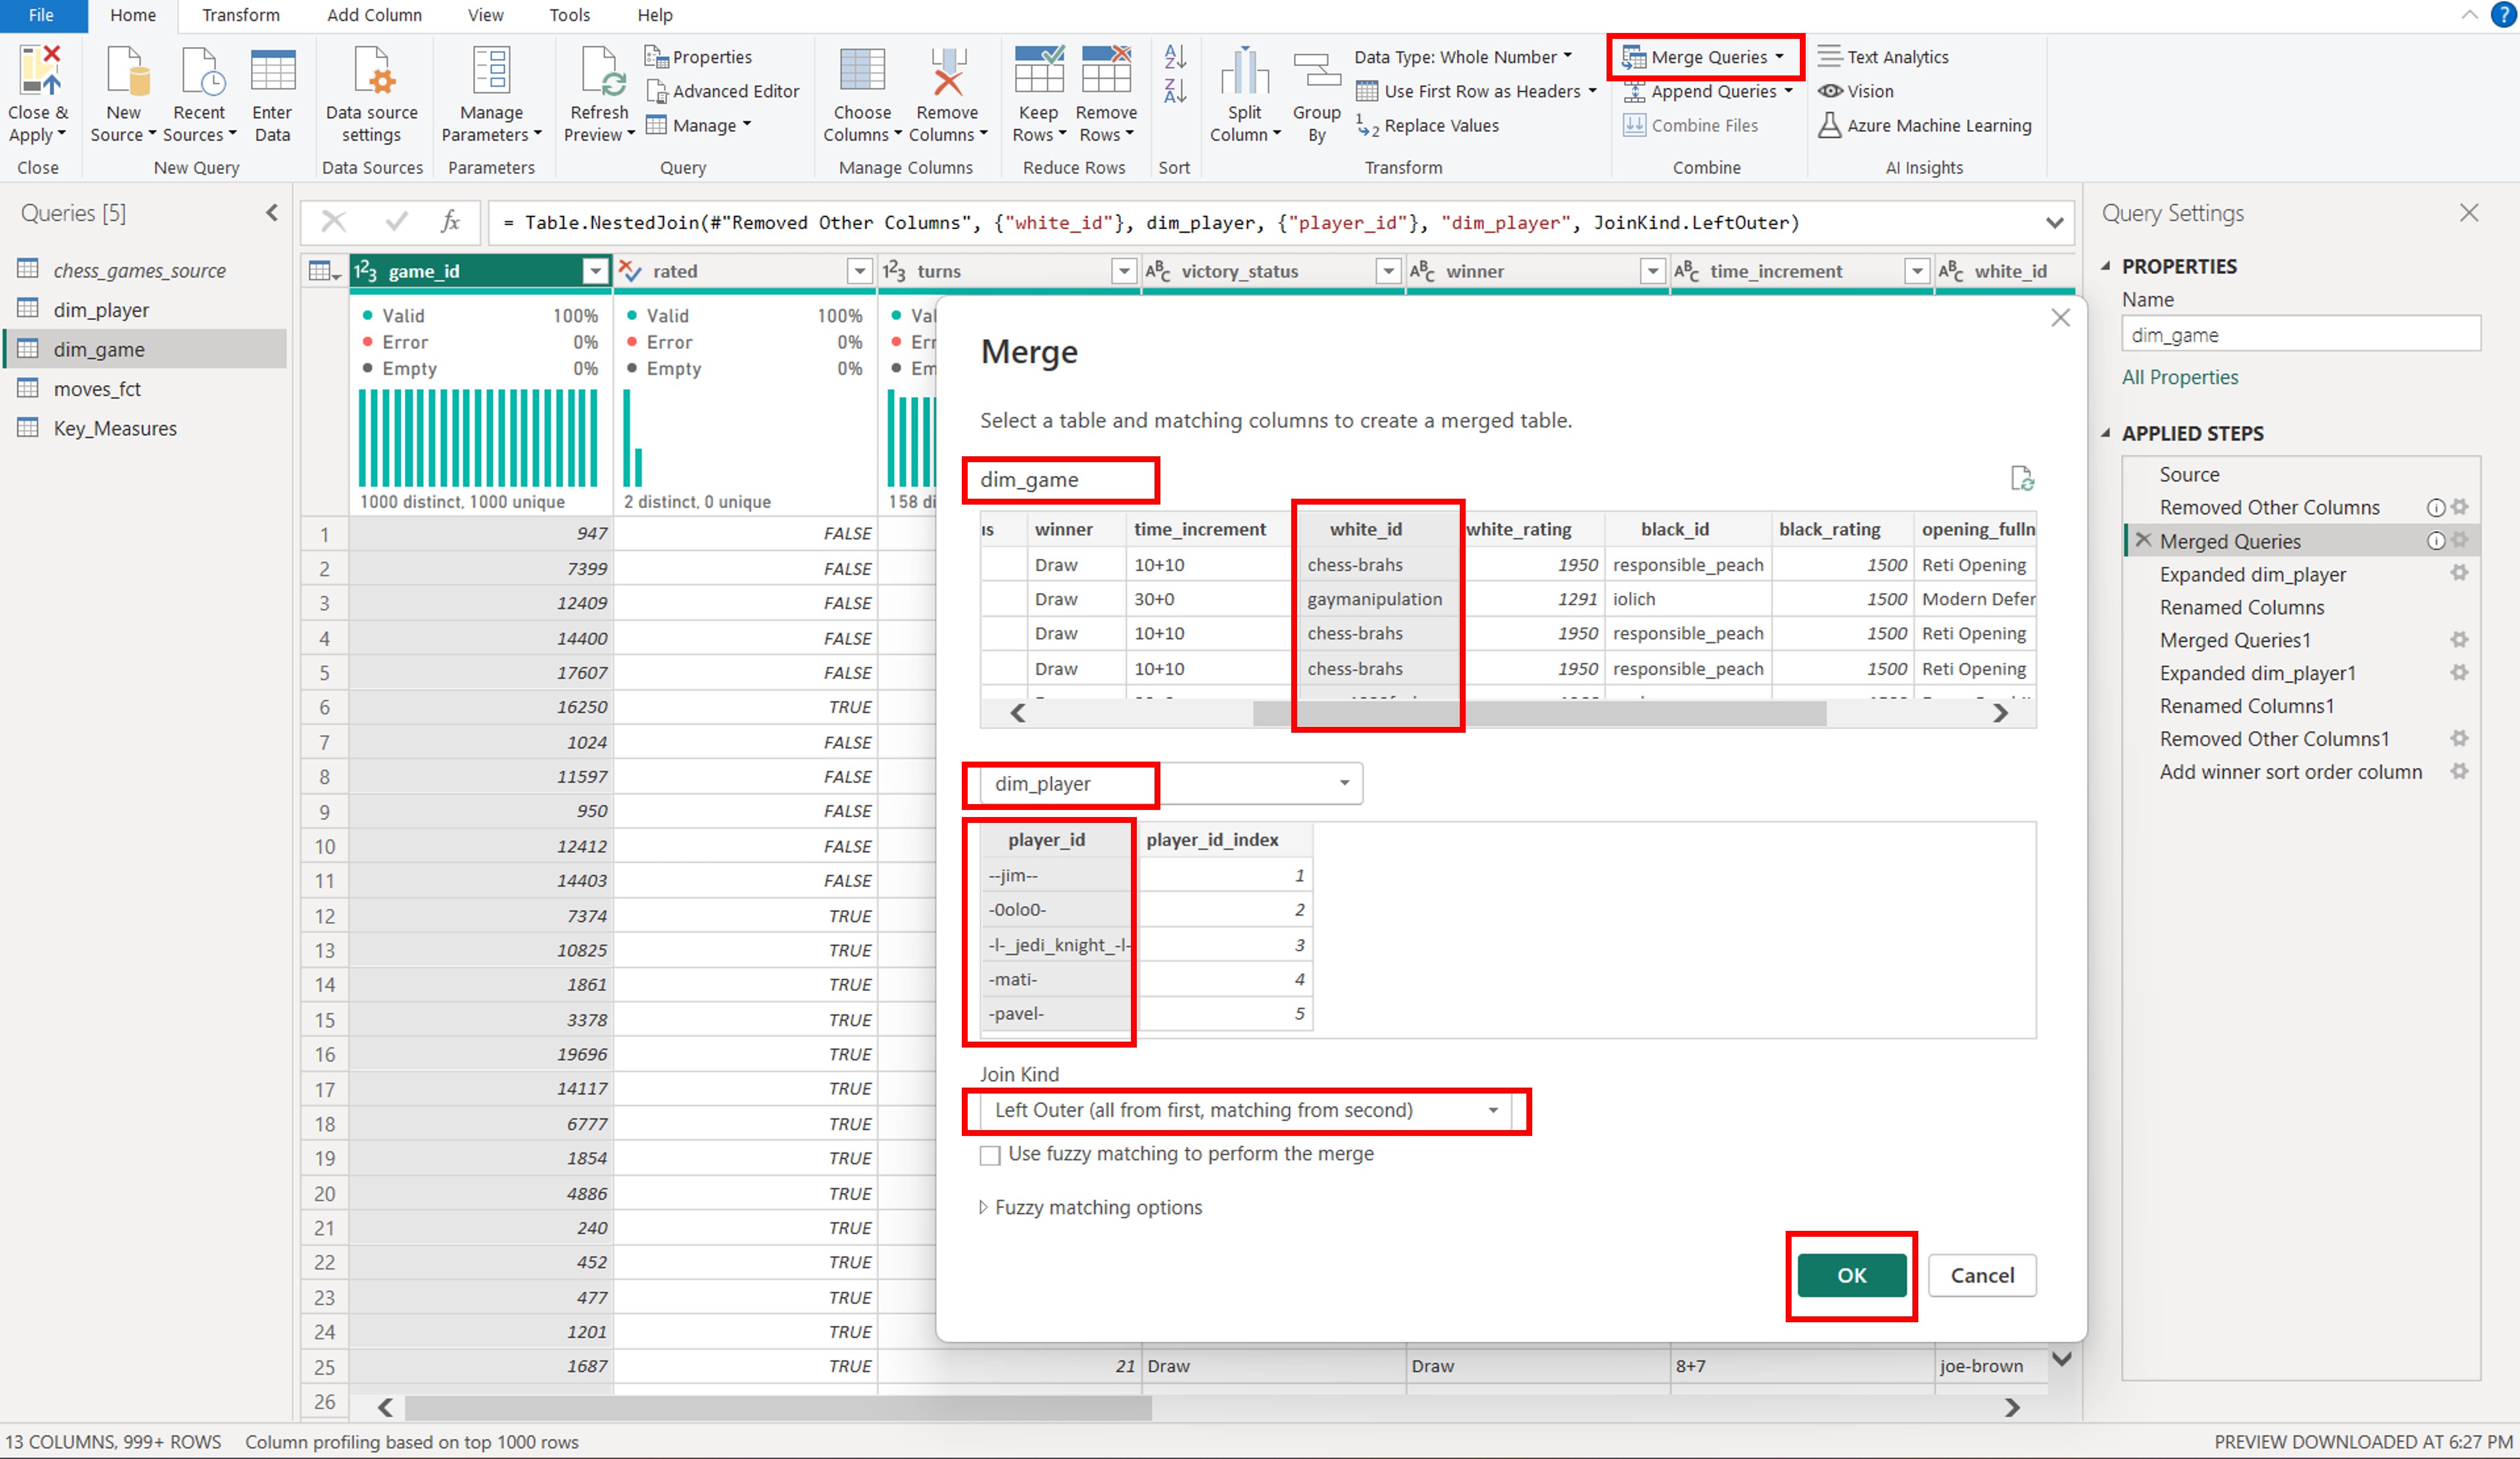 File Home Transform Add Column View Tools Help
Close & Apply
New Source
Recent Sources
Enter Data
Data source settings
Manage Parameters
Refresh Preview
Properties
Advanced Editor
Manage
Choose Columns
Remove Columns
Keep Rows
Remove Rows
Split Column
Group By
Data Type: Whole Number
Use First Row as Headers
Replace Values
Merge Queries
Append Queries
Combine Files
Text Analytics
Vision
Azure Machine Learning
Close New Query Data Sources Parameters Query Manage Columns Reduce Rows Sort Transform Combine AI Insights
Queries [5]
chess_games_source
dim_player
dim_game
moves_fct
Key_Measures
= Table.NestedJoin(#"Removed Other Columns", {"white_id"}, dim_player, {"player_id"}, "dim_player", JoinKind.LeftOuter)
game_id rated turns victory_status winner time_increment white_id
Valid 100% Valid 100% Val
Error 0% Error 0% Err
Empty 0% Empty 0% Em
1000 distinct, 1000 unique 2 distinct, 0 unique 158 di
1 947 FALSE
2 7399 FALSE
3 12409 FALSE
4 14400 FALSE
5 17607 FALSE
6 16250 TRUE
7 1024 FALSE
8 11597 FALSE
9 950 FALSE
10 12412 FALSE
11 14403 FALSE
12 7374 TRUE
13 10825 TRUE
14 1861 TRUE
15 3378 TRUE
16 19696 TRUE
17 14117 TRUE
18 6777 TRUE
19 1854 TRUE
20 4886 TRUE
21 240 TRUE
22 452 TRUE
23 477 TRUE
24 1201 TRUE
25 1687 TRUE 21 Draw Draw 8+7 joe-brown
26
Merge
Select a table and matching columns to create a merged table.
dim_game
us winner time_increment white_id white_rating black_id black_rating opening_fulln
Draw 10+10 chess-brahs 1950 responsible_peach 1500 Reti Opening
Draw 30+0 gaymanipulation 1291 iolich 1500 Modern Defer
Draw 10+10 chess-brahs 1950 responsible_peach 1500 Reti Opening
Draw 10+10 chess-brahs 1950 responsible_peach 1500 Reti Opening
dim_player
player_id player_id_index
--jim-- 1
-0olo0- 2
-l-_jedi_knight_-l- 3
-mati- 4
-pavel- 5
Join Kind
Left Outer (all from first, matching from second)
Use fuzzy matching to perform the merge
Fuzzy matching options
OK Cancel
Query Settings
PROPERTIES
Name
dim_game
All Properties
APPLIED STEPS
Source
Removed Other Columns
Merged Queries
Expanded dim_player
Renamed Columns
Merged Queries1
Expanded dim_player1
Renamed Columns1
Removed Other Columns1
Add winner sort order column
13 COLUMNS, 999+ ROWS Column profiling based on top 1000 rows PREVIEW DOWNLOADED AT 6:27 PM